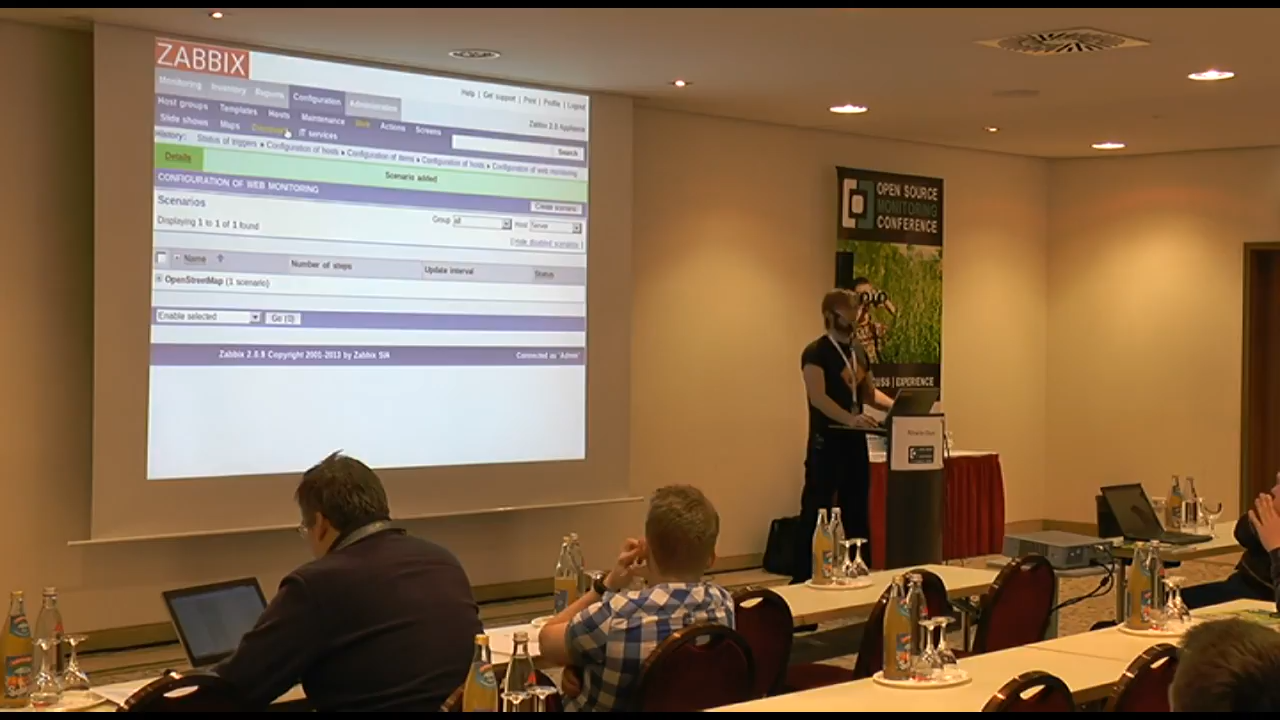 ZABBIX
Help | Get support | Print | Profile | Logout
Monitoring Inventory Reports Configuration Administration
Zabbix 2.0 Appliance
Host groups Templates Hosts Maintenance Web Actions Screens
Slide shows Maps Discovery IT services
Search
History: Status of triggers » Configuration of hosts » Configuration of items » Configuration of hosts » Configuration of web monitoring
Details
Scenario added
CONFIGURATION OF WEB MONITORING
Scenarios
Create scenario
Displaying 1 to 1 of 1 found
Group all Host Server
[ Hide disabled scenarios ]
Name Number of steps Update interval Status
OpenStreetMap (1 scenario)
Enable selected Go (0)
Zabbix 2.0.9 Copyright 2001-2013 by Zabbix SIA
Connected as 'Admin'
OPEN SOURCE
MONITORING
CONFERENCE
CUSS | EXPERIENCE